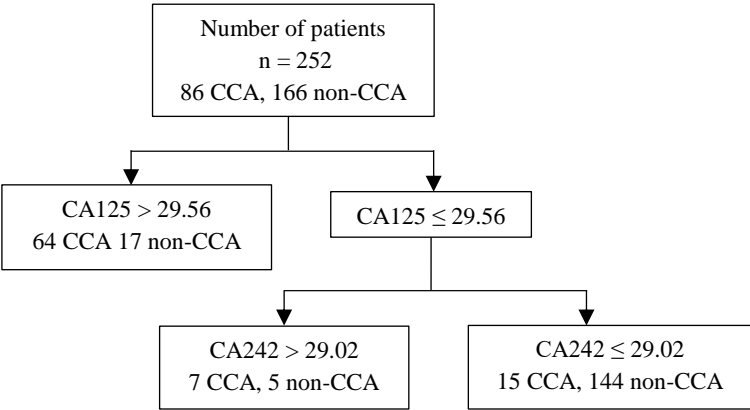 Number of patients
n = 252
86 CCA, 166 non-CCA
CA125 > 29.56
64 CCA 17 non-CCA
CA125 ≤ 29.56
CA242 > 29.02
7 CCA, 5 non-CCA
CA242 ≤ 29.02
15 CCA, 144 non-CCA